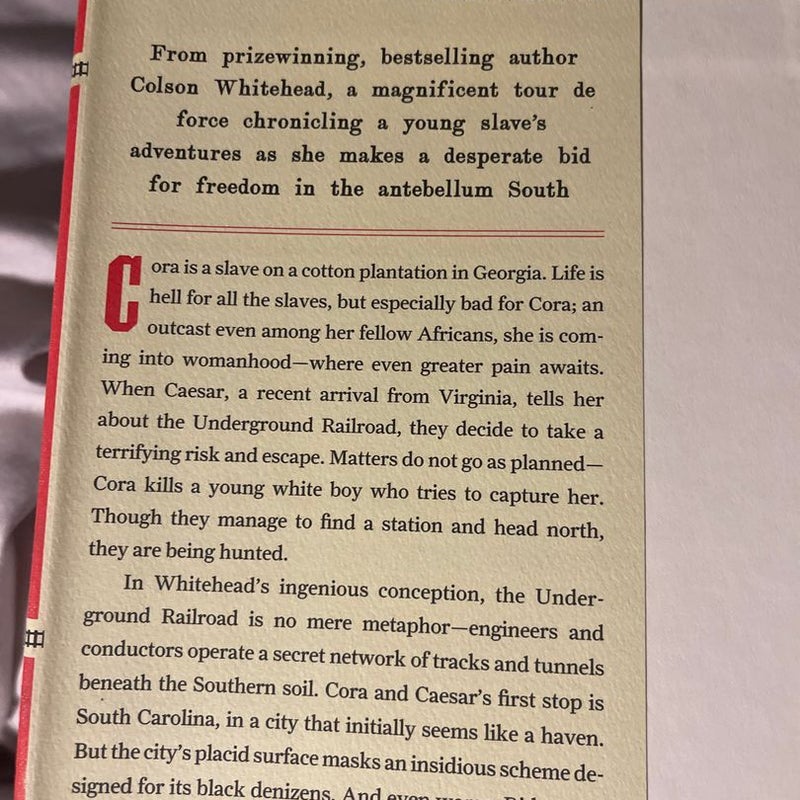 From prizewinning, bestselling author
Colson Whitehead, a magnificent tour de
force chronicling a young slave's
adventures as she makes a desperate bid
for freedom in the antebellum South
Cora is a slave on a cotton plantation in Georgia. Life is
hell for all the slaves, but especially bad for Cora; an
outcast even among her fellow Africans, she is com-
ing into womanhood—where even greater pain awaits.
When Caesar, a recent arrival from Virginia, tells her
about the Underground Railroad, they decide to take a
terrifying risk and escape. Matters do not go as planned—
Cora kills a young white boy who tries to capture her.
Though they manage to find a station and head north,
they are being hunted.
In Whitehead's ingenious conception, the Under-
ground Railroad is no mere metaphor—engineers and
conductors operate a secret network of tracks and tunnels
beneath the Southern soil. Cora and Caesar's first stop is
South Carolina, in a city that initially seems like a haven.
But the city's placid surface masks an insidious scheme de-
signed for its black denizens. And even